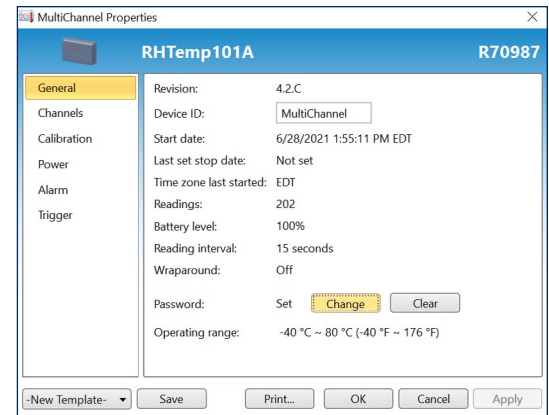 MultiChannel Properties
RHTemp101A R70987
General
Channels
Calibration
Power
Alarm
Trigger
Revision: 4.2.C
Device ID: MultiChannel
Start date: 6/28/2021 1:55:11 PM EDT
Last set stop date: Not set
Time zone last started: EDT
Readings: 202
Battery level: 100%
Reading interval: 15 seconds
Wraparound: Off
Password: Set Change Clear
Operating range: -40 °C ~ 80 °C (-40 °F ~ 176 °F)
-New Template- Save Print... OK Cancel Apply